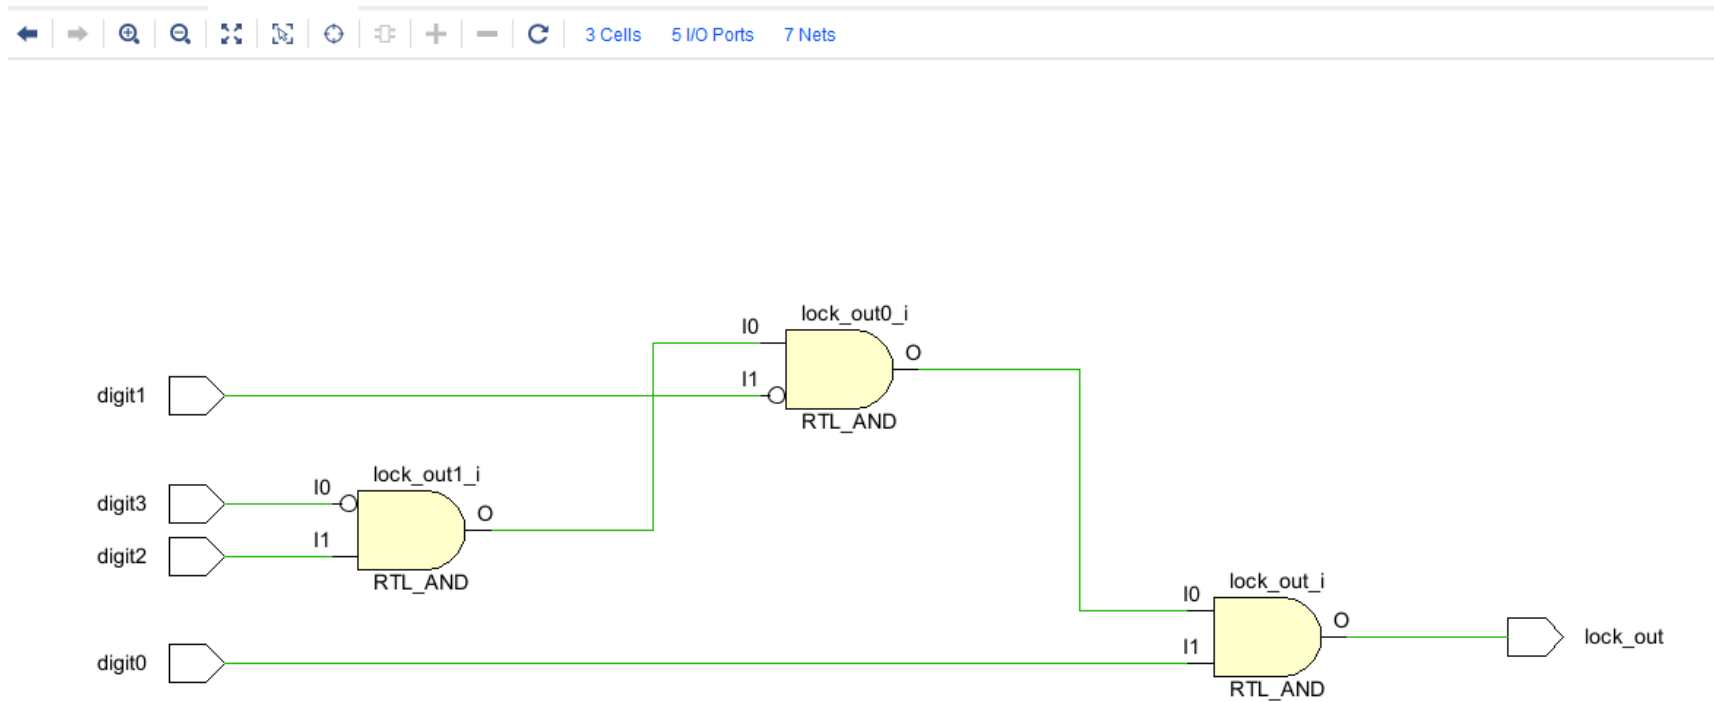 3 Cells 5 I/O Ports 7 Nets
lock_out0_i
I0
O
I1
digit1
RTL_AND
lock_out1_i
I0
digit3
O
I1
digit2
RTL_AND
lock_out_i
I0
O
lock_out
I1
digit0
RTL_AND